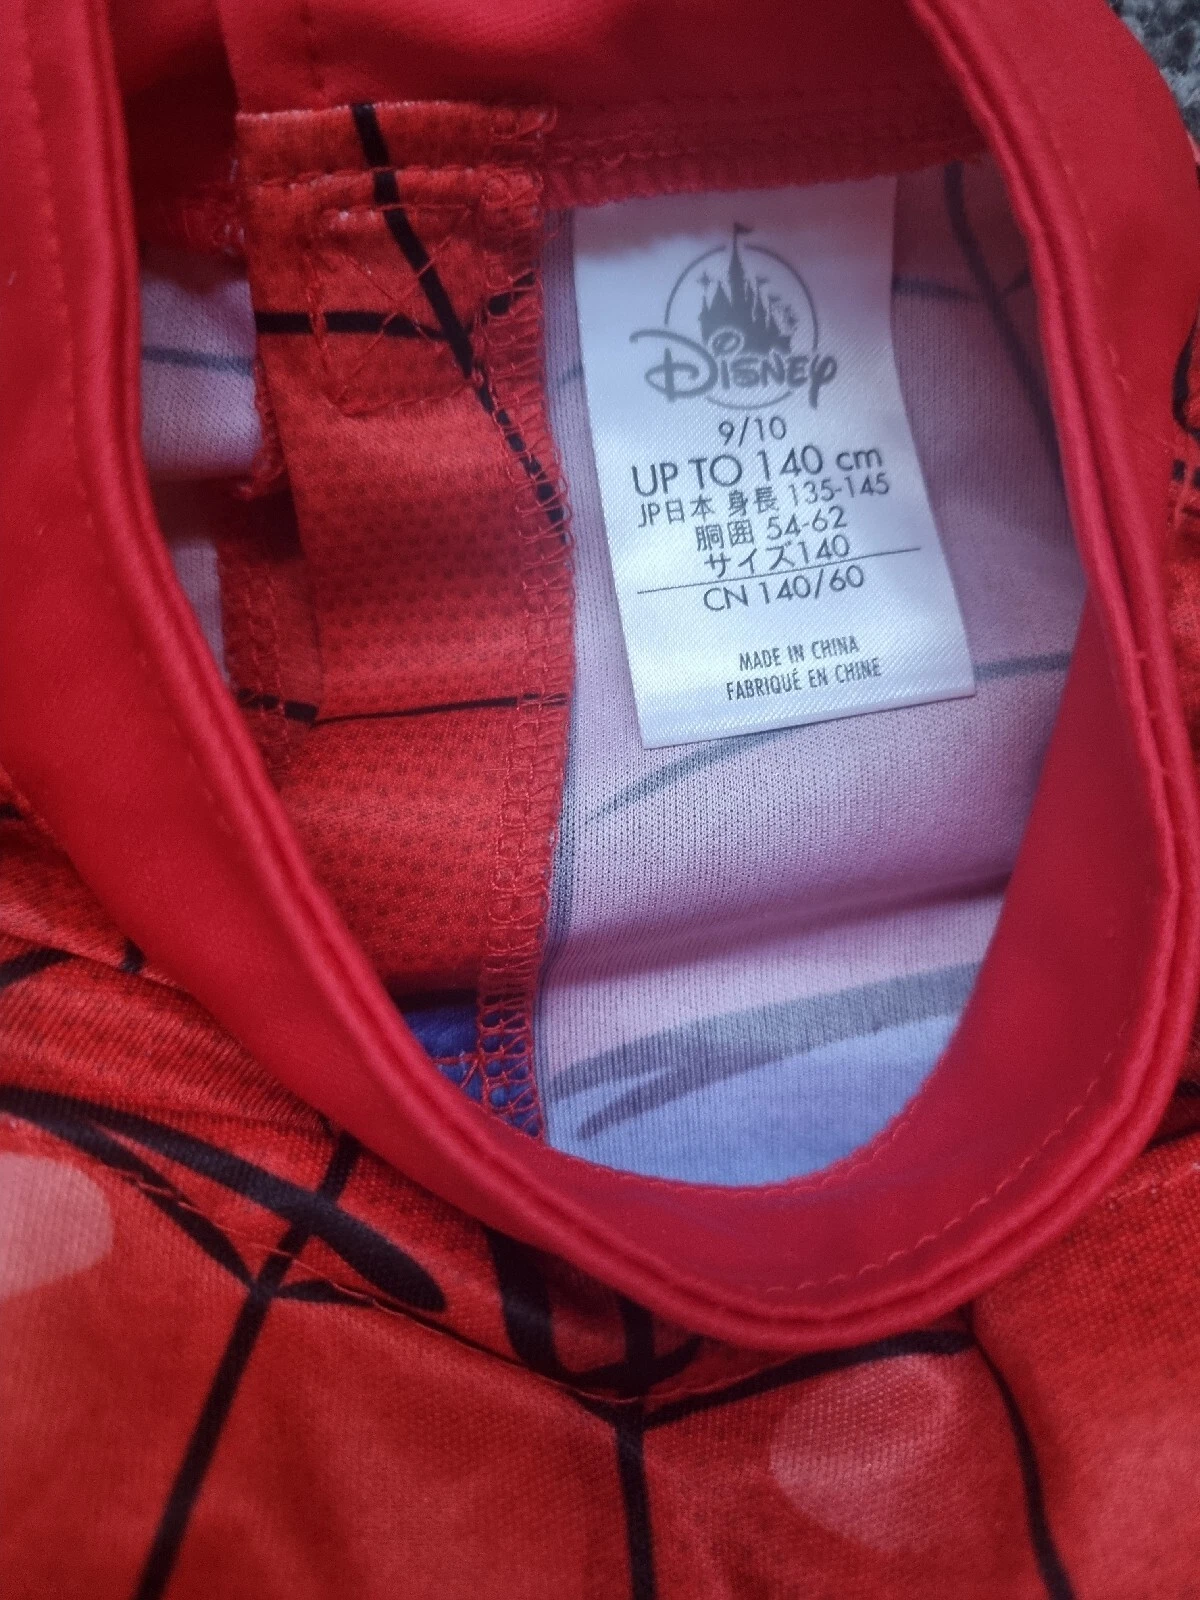 Disney
9/10
UP TO 140 cm
JP日本 身長 135-145
胴囲 54-62
サイズ140
CN 140/60
MADE IN CHINA
FABRIQUÉ EN CHINE